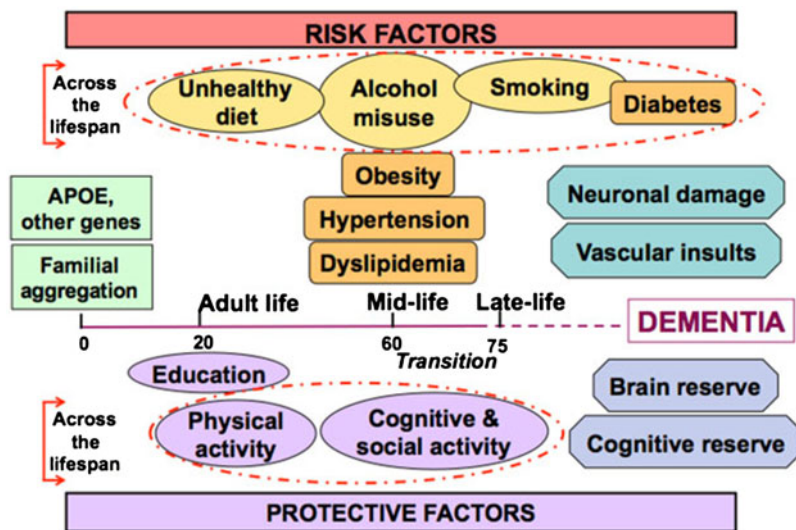 RISK FACTORS
Across
the
lifespan
Unhealthy
diet
Alcohol
misuse
Smoking
Diabetes
Obesity
Hypertension
Dyslipidemia
APOE,
other genes
Familial
aggregation
Neuronal damage
Vascular insults
Adult life
Mid-life
Late-life
DEMENTIA
0
20
60
75
Transition
Education
Physical
activity
Cognitive &
social activity
Across
the
lifespan
Brain reserve
Cognitive reserve
PROTECTIVE FACTORS